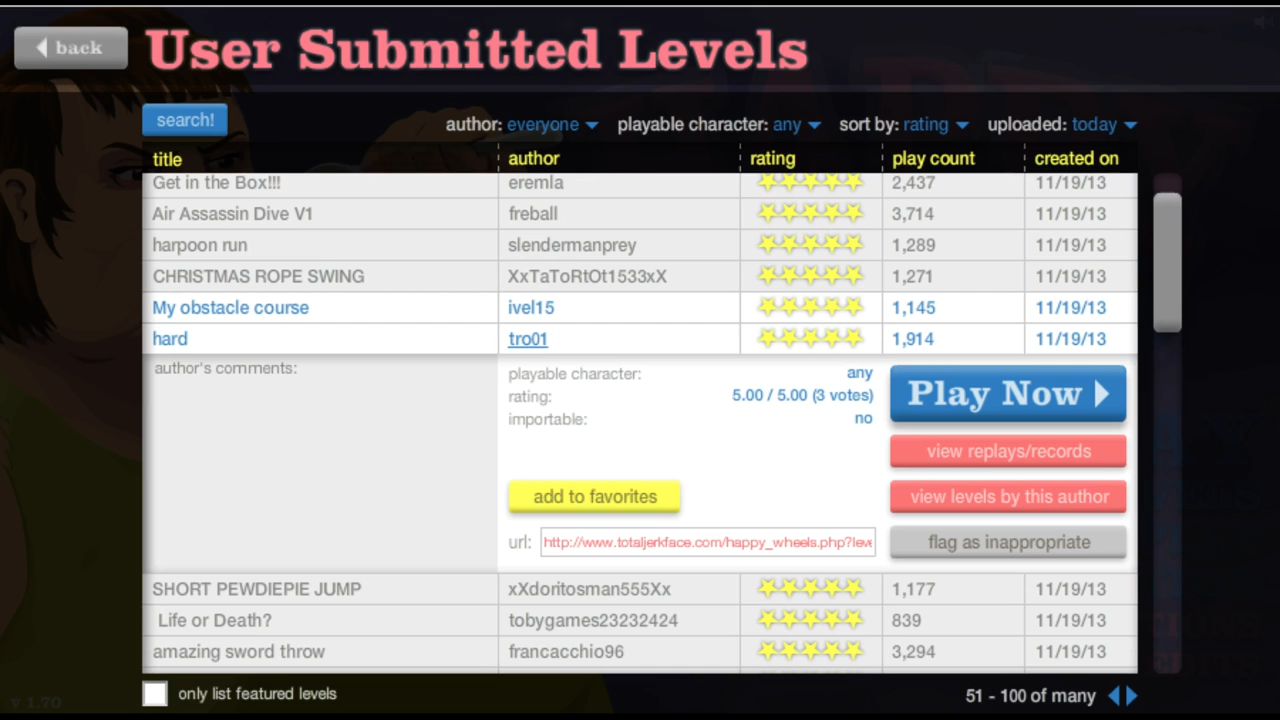 back
User Submitted Levels
search!
author: everyone playable character: any sort by: rating uploaded: today
title author rating play count created on
Get in the Box!!! eremla 2,437 11/19/13
Air Assassin Dive V1 freball 3,714 11/19/13
harpoon run slendermanprey 1,289 11/19/13
CHRISTMAS ROPE SWING XxTaToRtOt1533xX 1,271 11/19/13
My obstacle course ivel15 1,145 11/19/13
hard tro01 1,914 11/19/13
author's comments:
playable character: any
rating: 5.00 / 5.00 (3 votes)
importable: no
Play Now
view replays/records
add to favorites
view levels by this author
url: http://www.totaljerkface.com/happy_wheels.php?leve
flag as inappropriate
SHORT PEWDIEPIE JUMP xXdoritosman555Xx 1,177 11/19/13
Life or Death? tobygames23232424 839 11/19/13
amazing sword throw francacchio96 3,294 11/19/13
only list featured levels
51 - 100 of many
v 1.70